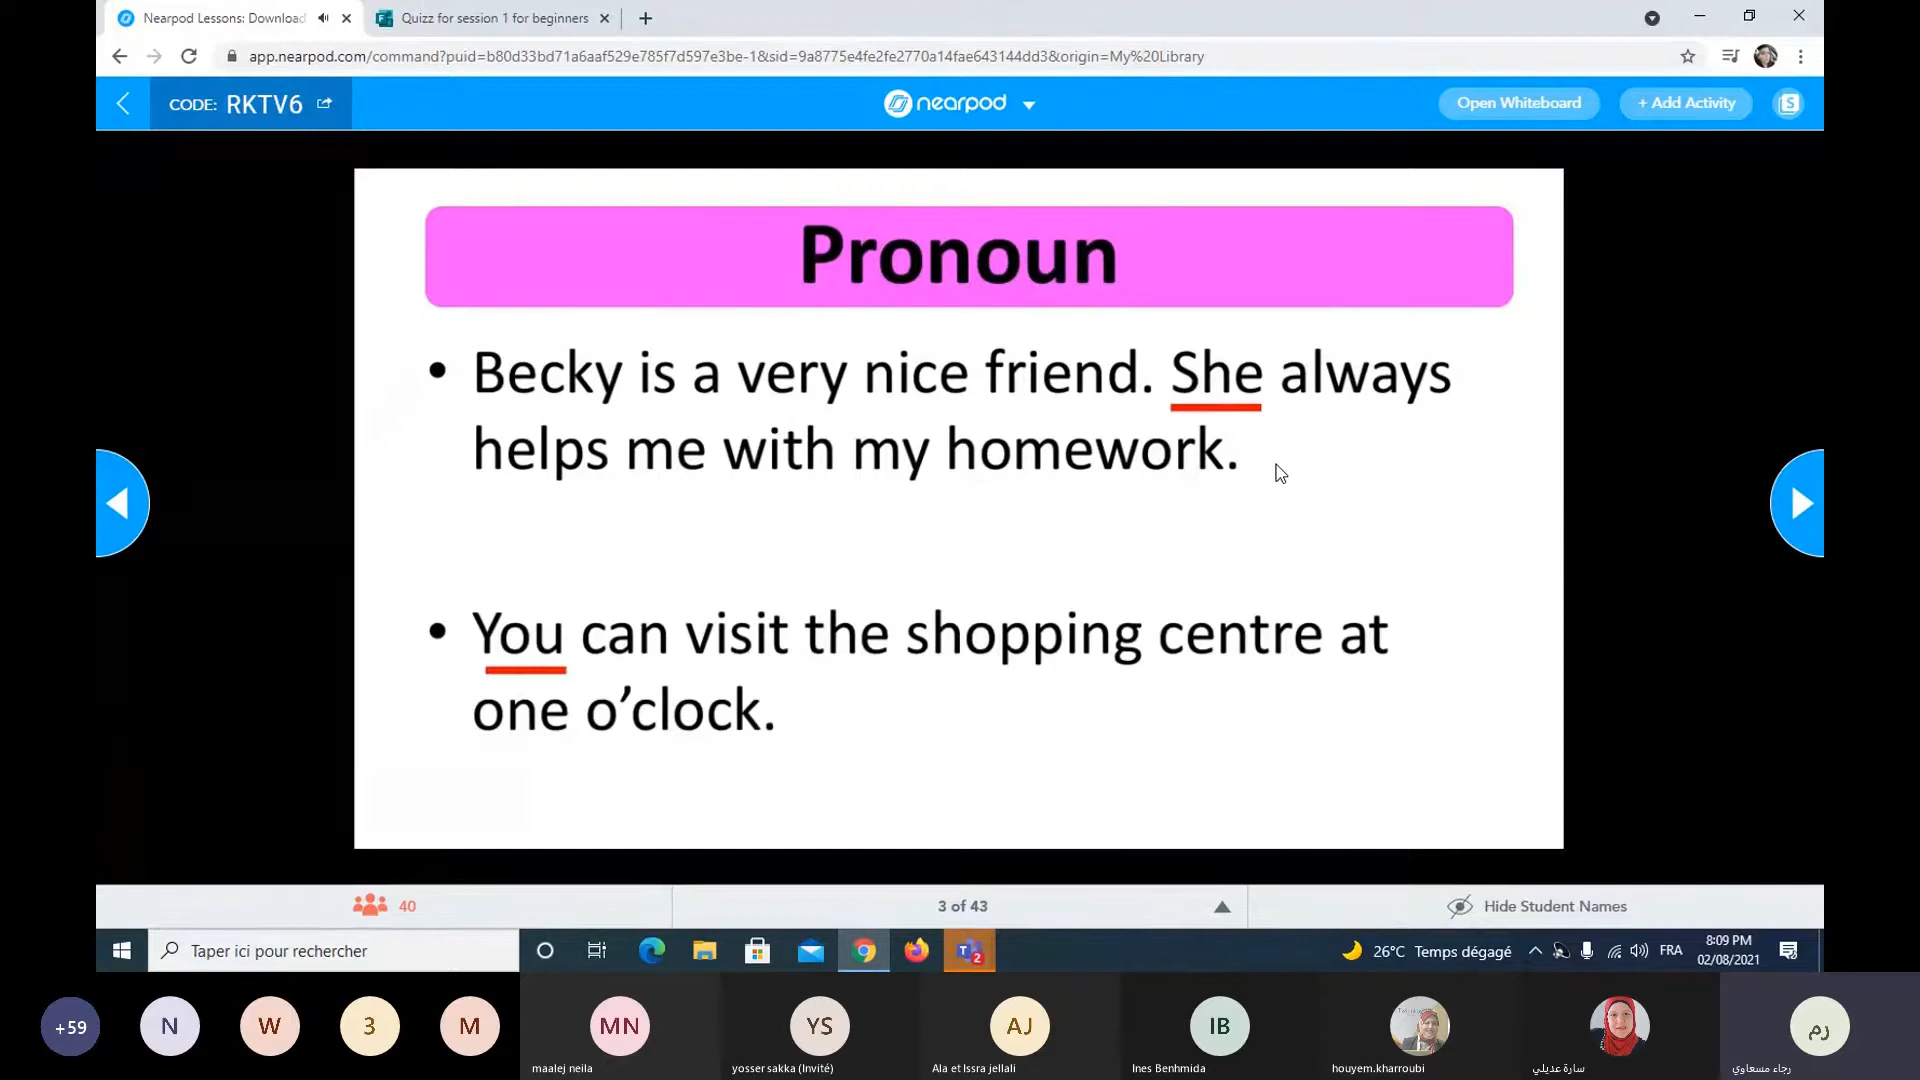 Nearpod Lessons: Download
Quizz for session 1 for beginners
app.nearpod.com/command?puid=b80d33bd71a6aaf529e785f7d597e3be-1&sid=9a8775e4fe2fe2770a14fae643144dd3&origin=My%20Library
CODE: RKTV6
nearpod
Open Whiteboard
+ Add Activity
S
Pronoun
• Becky is a very nice friend. She always
helps me with my homework.
• You can visit the shopping centre at
one o’clock.
40
3 of 43
Hide Student Names
Taper ici pour rechercher
2
26°C Temps dégagé
FRA
8:09 PM
02/08/2021
+59
N
W
3
M
MN
YS
AJ
IB
رم
maalej neila
yosser sakka (Invité)
Ala et Issra jellali
Ines Benhmida
houyem.kharroubi
سارة عديلي
رجاء مسعاوي